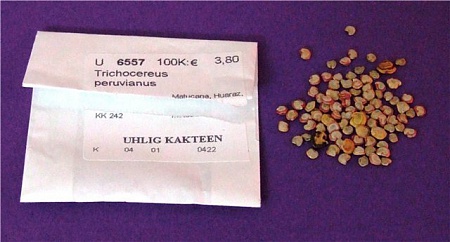 U 6557 100K:€ 3,80
Trichocereus
peruvianus
Matucana, Huaraz,
KK 242
UHLIG KAKTEEN
K 04 01 0422